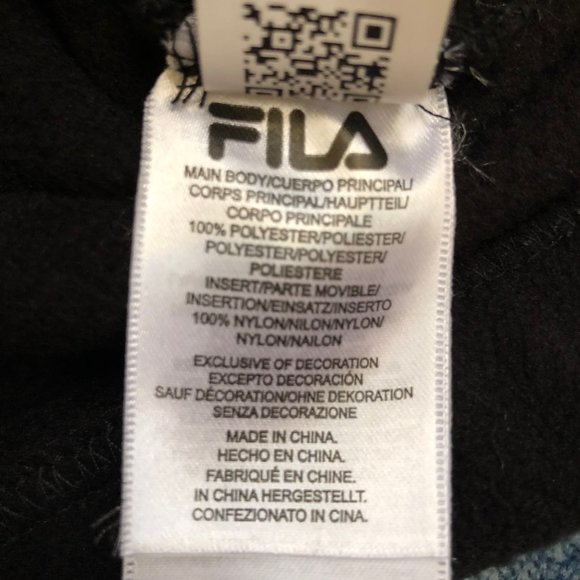 FILA
MAIN BODY/CUERPO PRINCIPAL/
CORPS PRINCIPAL/HAUPTTEIL/
CORPO PRINCIPALE
100% POLYESTER/POLIESTER/
POLYESTER/POLYESTER/
POLIESTERE
INSERT/PARTE MOVIBLE/
INSERTION/EINSATZ/INSERTO
100% NYLON/NILON/NYLON/
NYLON/NAILON
EXCLUSIVE OF DECORATION
EXCEPTO DECORACIÓN
SAUF DÉCORATION/OHNE DEKORATION
SENZA DECORAZIONE
MADE IN CHINA.
HECHO EN CHINA.
FABRIQUÉ EN CHINE.
IN CHINA HERGESTELLT.
CONFEZIONATO IN CINA.